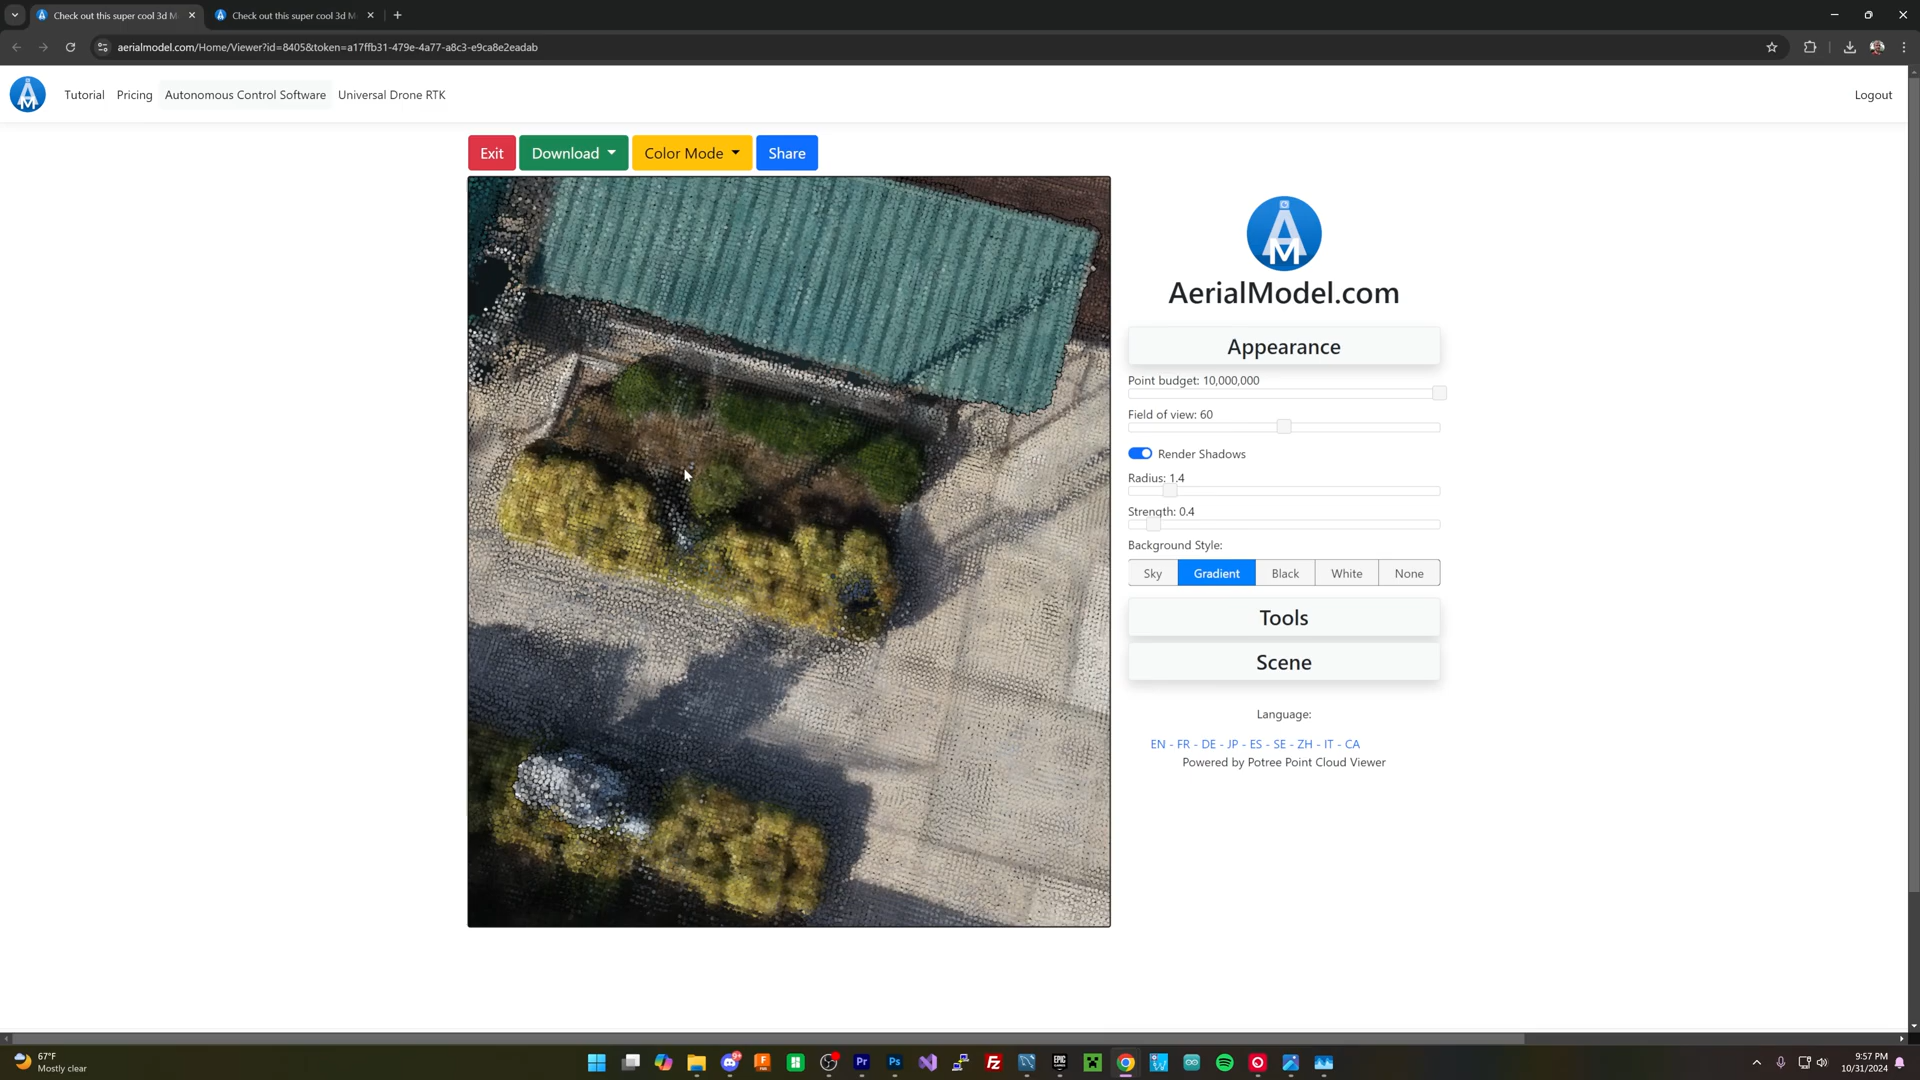 Check out this super cool 3d M
Check out this super cool 3d M
aerialmodel.com/Home/Viewer?id=8405&token=a17ffb31-479e-4a77-a8c3-e9ca8e2eadab
AM
Tutorial
Pricing
Autonomous Control Software
Universal Drone RTK
Logout
Exit
Download
Color Mode
Share
AM
AerialModel.com
Appearance
Point budget: 10,000,000
Field of view: 60
Render Shadows
Radius: 1.4
Strength: 0.4
Background Style:
Sky
Gradient
Black
White
None
Tools
Scene
Language:
EN - FR - DE - JP - ES - SE - ZH - IT - CA
Powered by Potree Point Cloud Viewer
67°F
Mostly clear
Pr
Ps
9:57 PM
10/31/2024